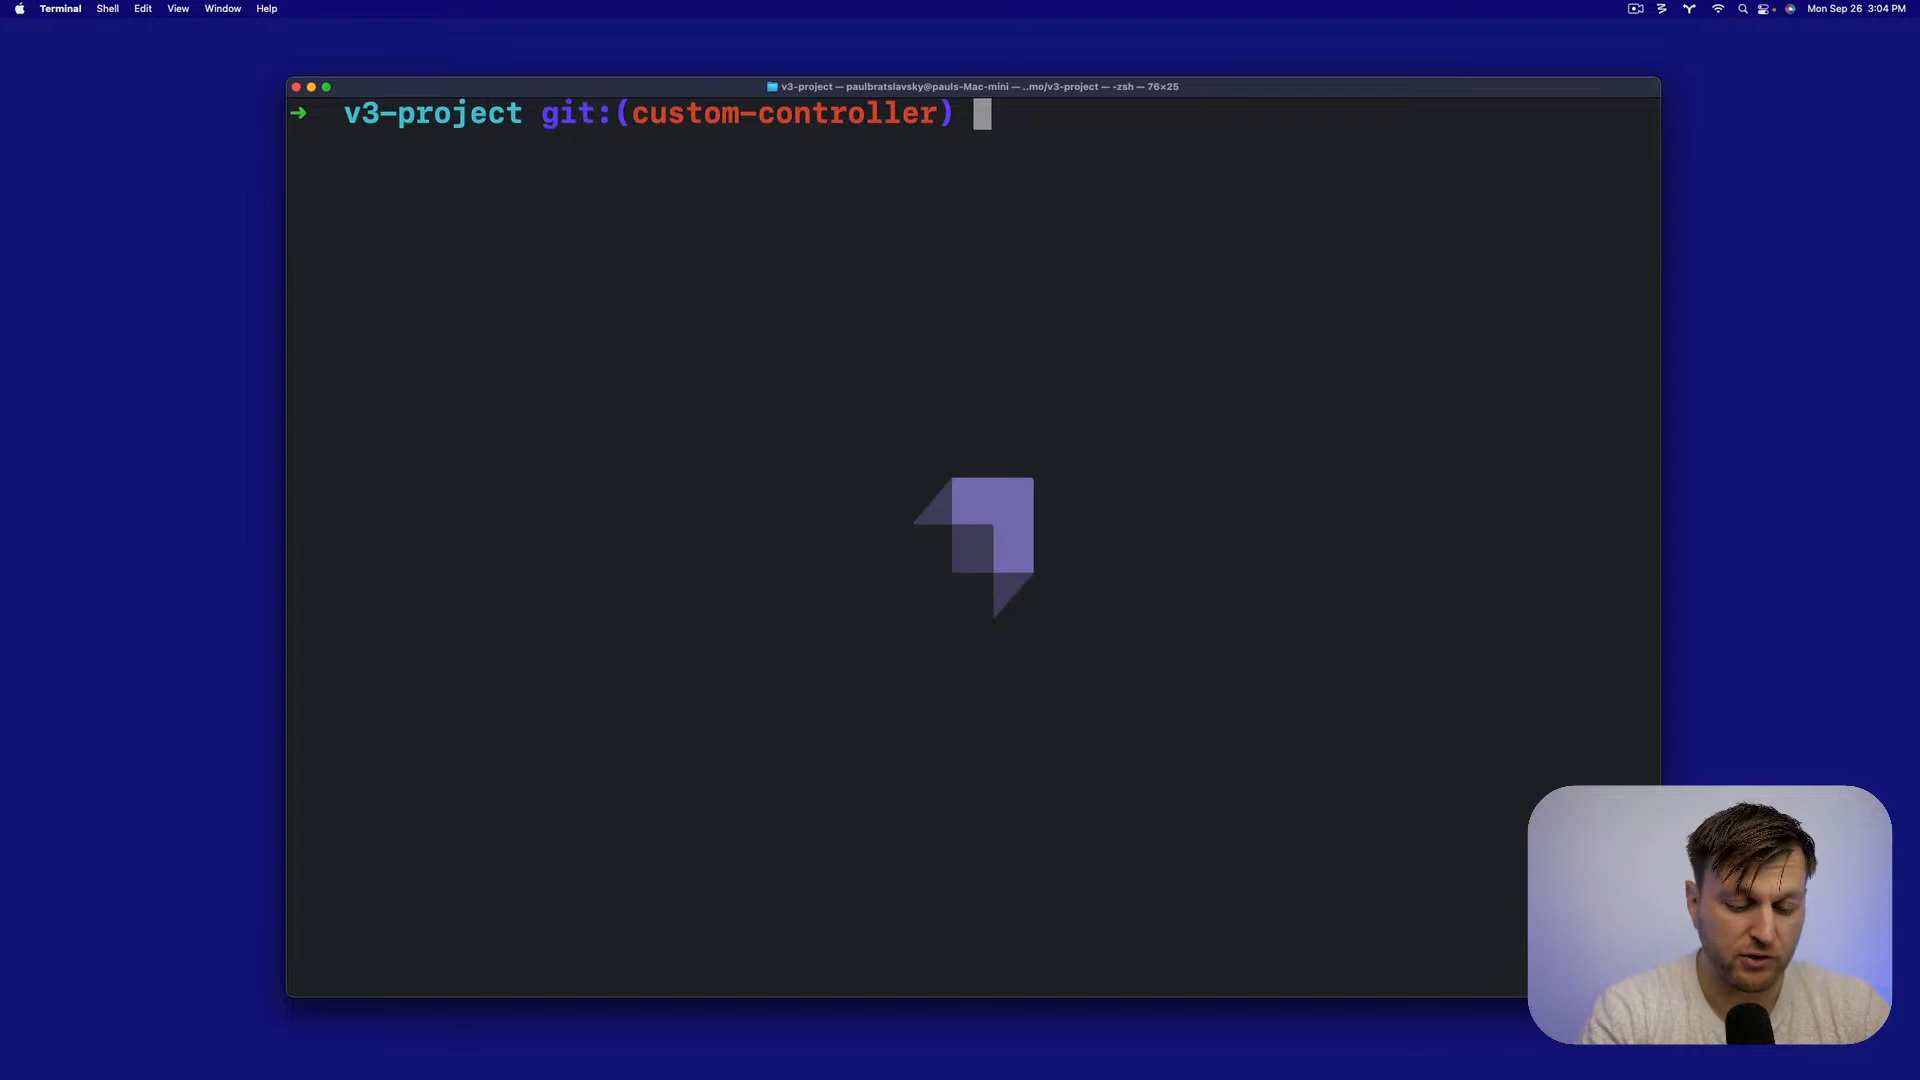 Terminal Shell Edit View Window Help Mon Sep 26 3:04 PM
v3-project — paulbratslavsky@pauls-Mac-mini — ..mo/v3-project — -zsh — 76×25
➜ v3-project git:(custom-controller)